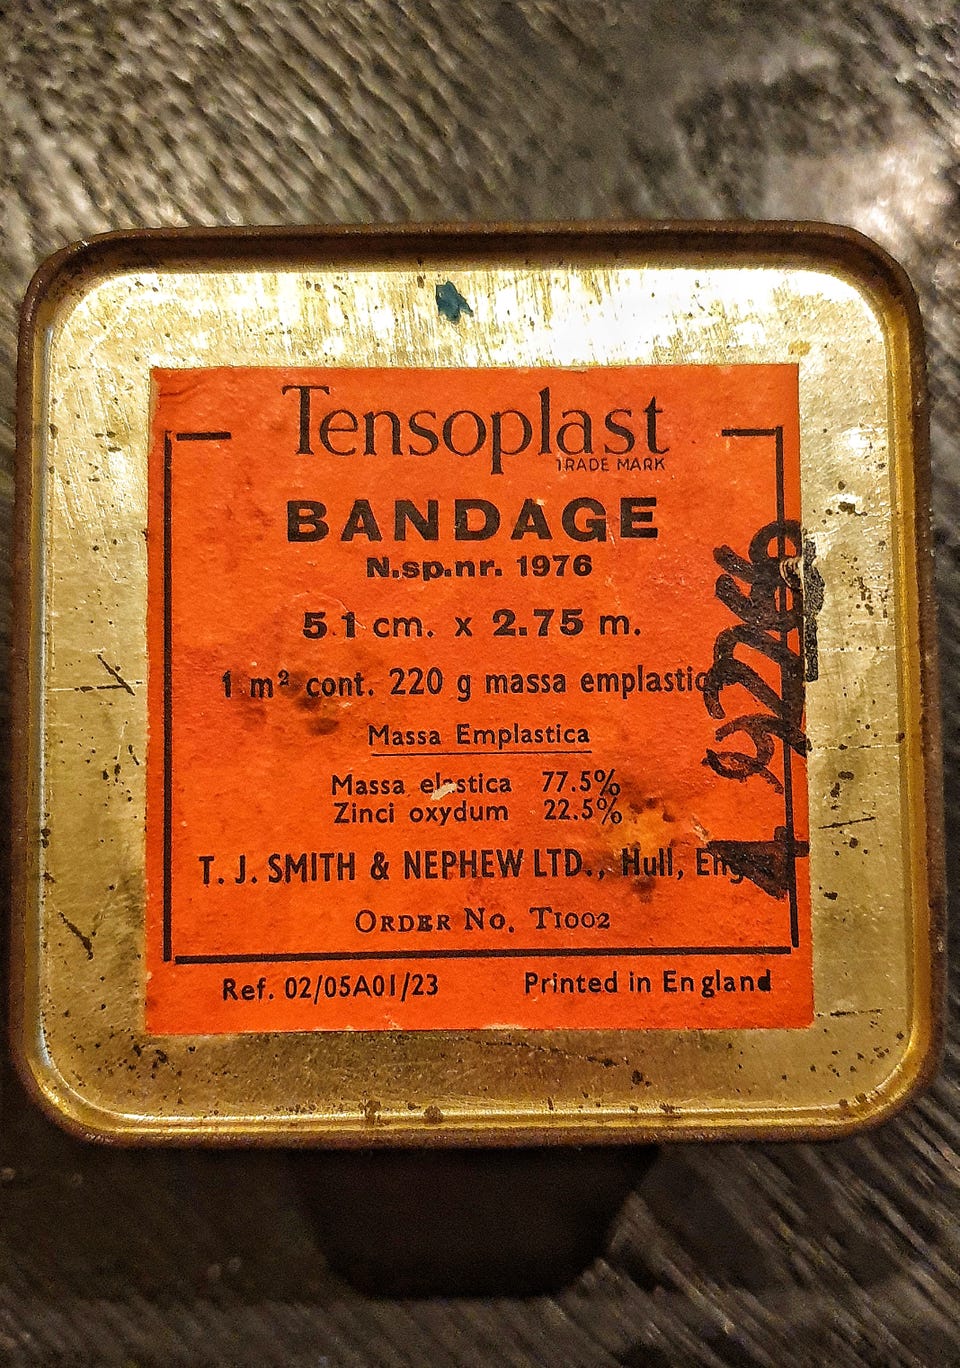 Tensoplast
TRADE MARK
BANDAGE
N.sp.nr. 1976
5.1 cm. x 2.75 m.
1 m² cont. 220 g massa emplastic
Massa Emplastica
Massa elastica 77.5%
Zinci oxydum 22.5%
T. J. SMITH & NEPHEW LTD., Hull, Eng
ORDER No. T1002
Ref. 02/05A01/23 Printed in England